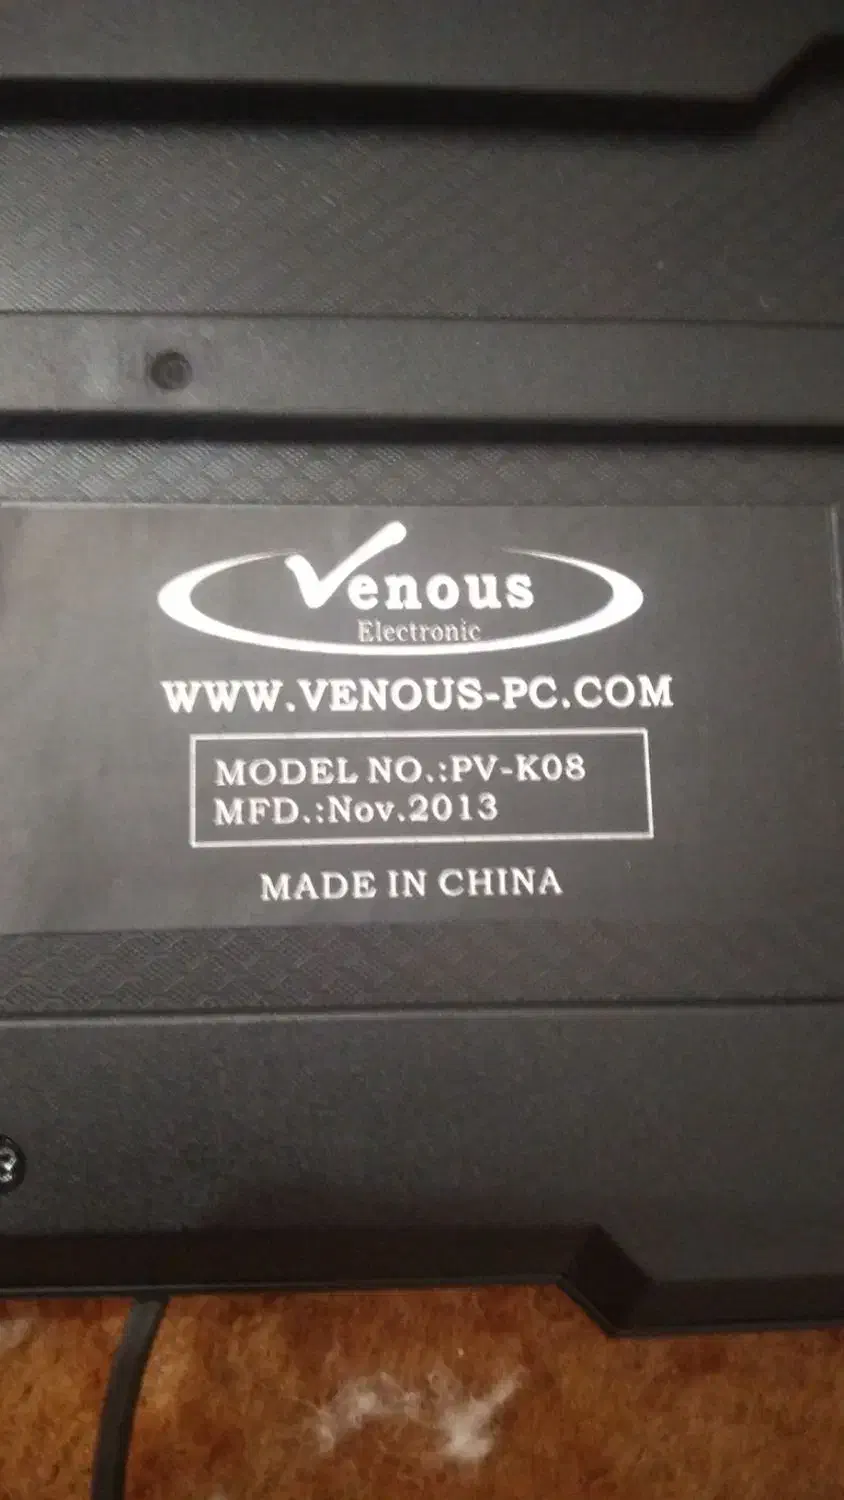 Venous
Electronic
WWW.VENOUS-PC.COM
MODEL NO.:PV-K08
MFD.:Nov.2013
MADE IN CHINA